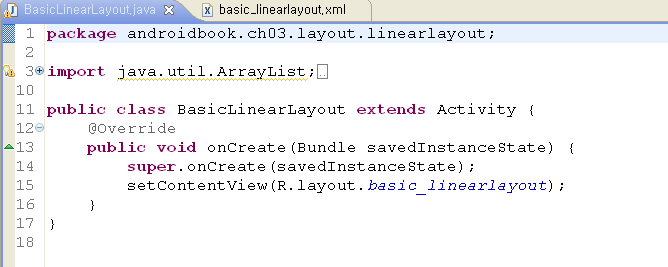 BasicLinearLayout.java basic_linearlayout.xml
1 package androidbook.ch03.layout.linearlayout;
2
3 import java.util.ArrayList;
10
11 public class BasicLinearLayout extends Activity {
12 @Override
13 public void onCreate(Bundle savedInstanceState) {
14 super.onCreate(savedInstanceState);
15 setContentView(R.layout.basic_linearlayout);
16 }
17 }
18